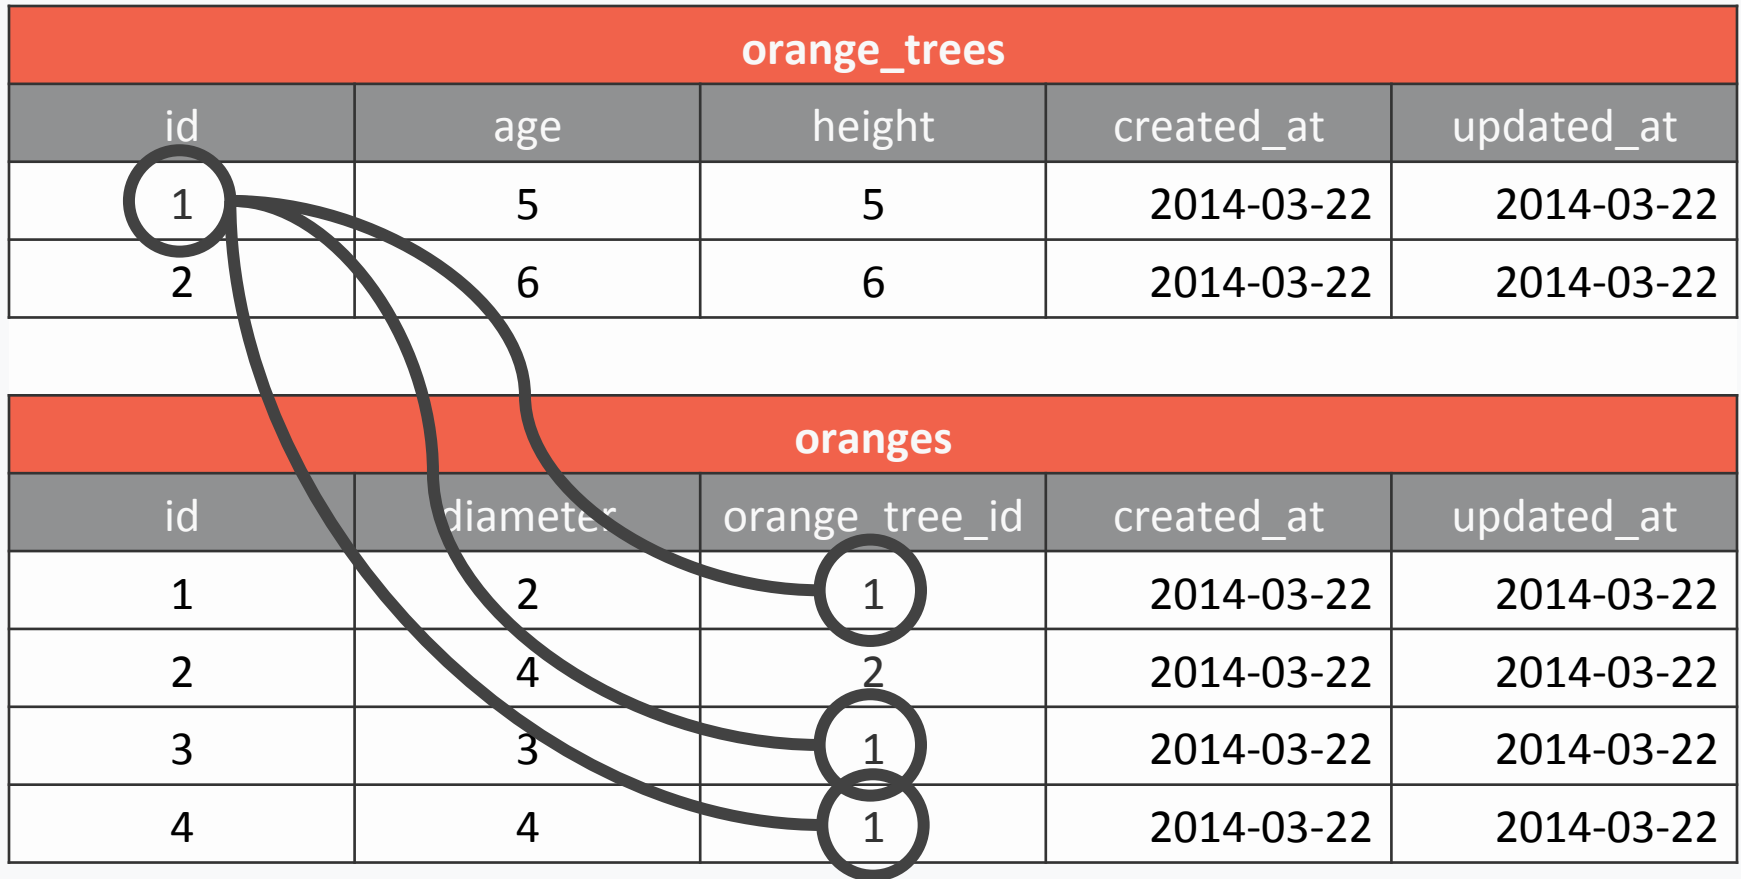 orange_trees
id age height created_at updated_at
1 5 5 2014-03-22 2014-03-22
2 6 6 2014-03-22 2014-03-22
oranges
id diameter orange_tree_id created_at updated_at
1 2 1 2014-03-22 2014-03-22
2 4 2 2014-03-22 2014-03-22
3 3 1 2014-03-22 2014-03-22
4 4 1 2014-03-22 2014-03-22